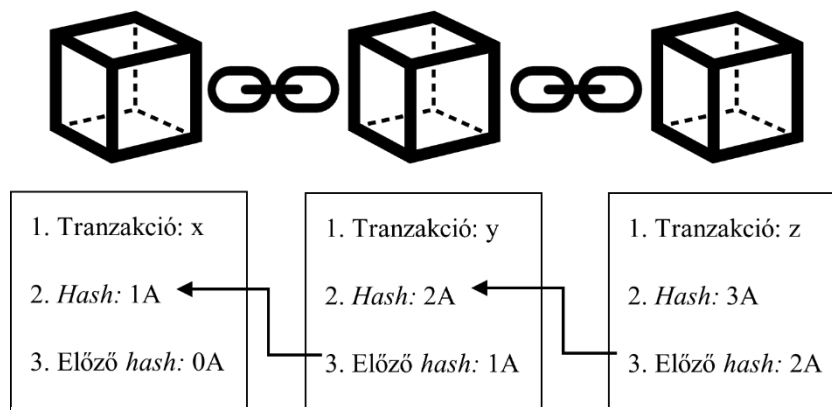 1. Tranzakció: x
2. Hash: 1A
3. Előző hash: 0A
1. Tranzakció: y
2. Hash: 2A
3. Előző hash: 1A
1. Tranzakció: z
2. Hash: 3A
3. Előző hash: 2A